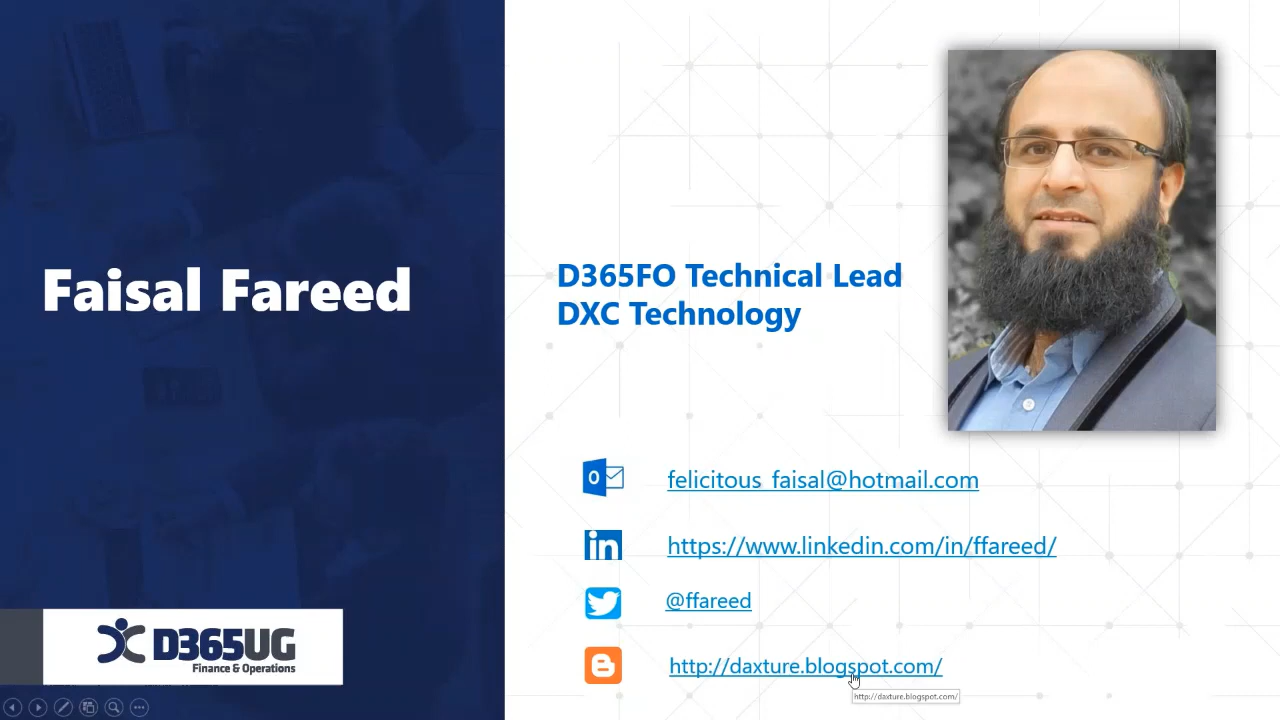 Faisal Fareed
D365FO Technical Lead
DXC Technology
felicitous_faisal@hotmail.com
https://www.linkedin.com/in/ffareed/
@ffareed
http://daxture.blogspot.com/
http://daxture.blogspot.com/
D365UG
Finance & Operations